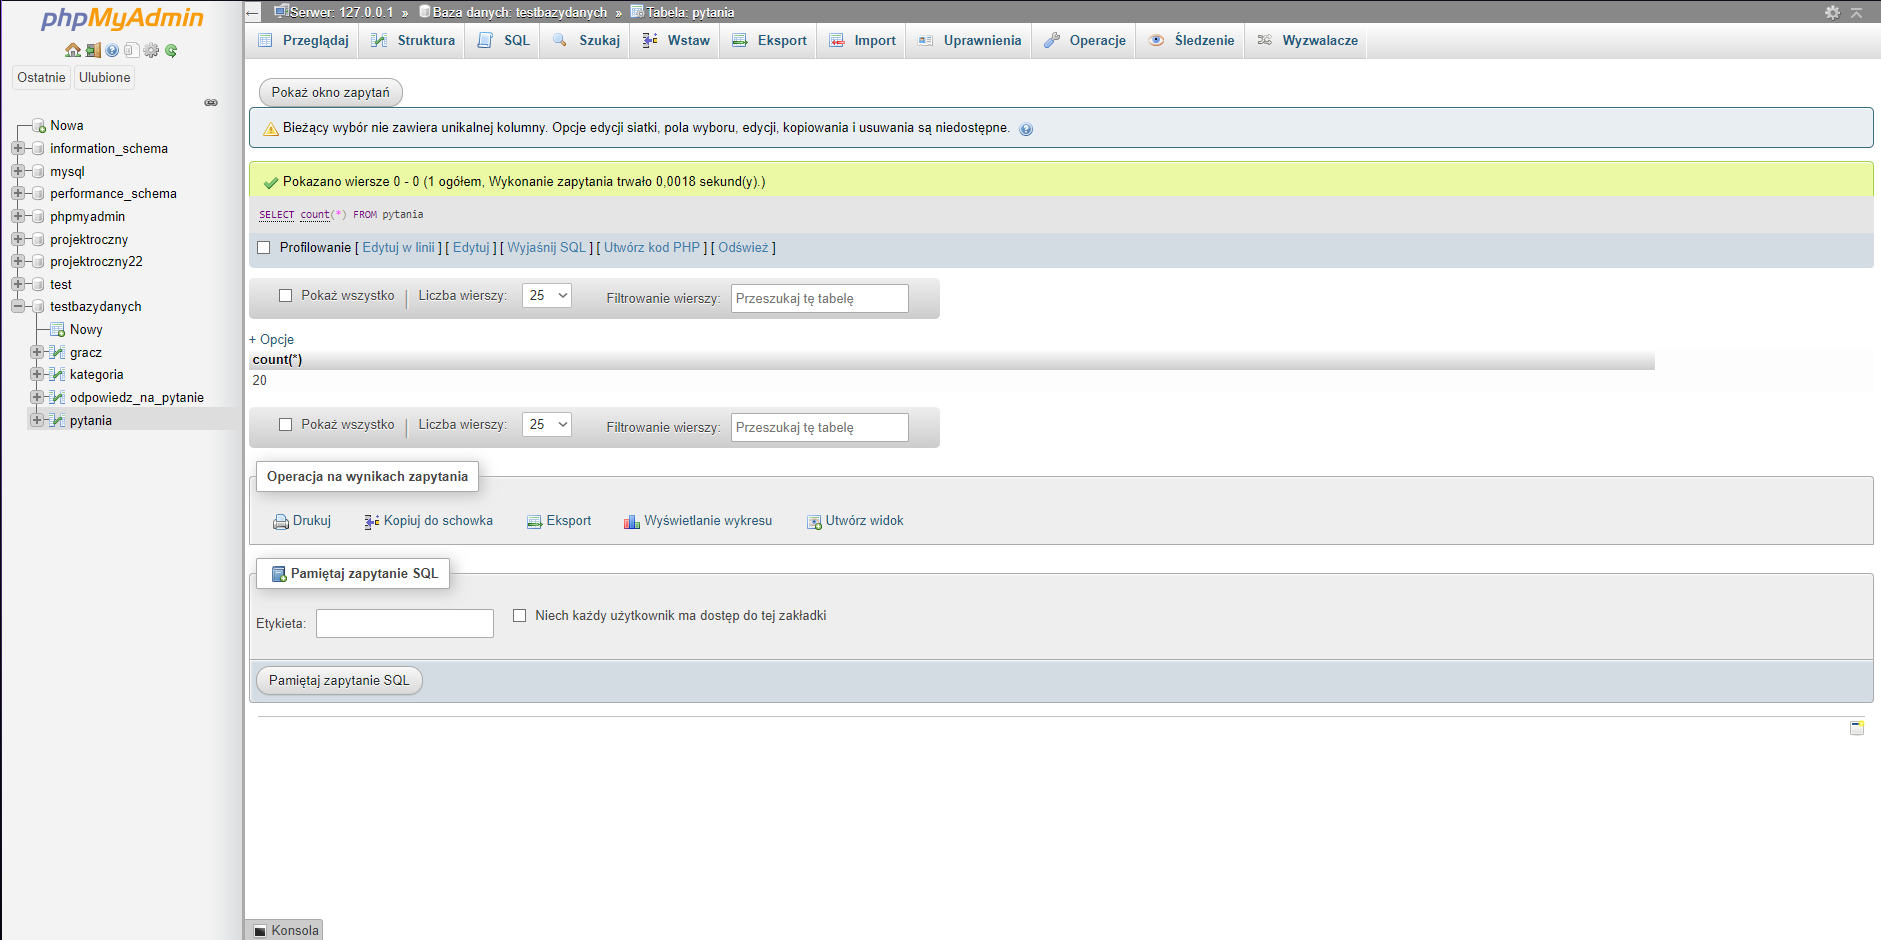 phpMyAdmin
Ostatnie Ulubione
Nowa
information_schema
mysql
performance_schema
phpmyadmin
projektroczny
projektroczny22
test
testbazydanych
Nowy
gracz
kategoria
odpowiedz_na_pytanie
pytania
Serwer: 127.0.0.1 » Baza danych: testbazydanych » Tabela: pytania
Przeglądaj Struktura SQL Szukaj Wstaw Eksport Import Uprawnienia Operacje Śledzenie Wyzwalacze
Pokaż okno zapytań
Bieżący wybór nie zawiera unikalnej kolumny. Opcje edycji siatki, pola wyboru, edycji, kopiowania i usuwania są niedostępne.
Pokazano wiersze 0 - 0 (1 ogółem, Wykonanie zapytania trwało 0,0018 sekund(y).)
SELECT count(*) FROM pytania
Profilowanie [ Edytuj w linii ] [ Edytuj ] [ Wyjaśnij SQL ] [ Utwórz kod PHP ] [ Odśwież ]
Pokaż wszystko | Liczba wierszy: 25 Filtrowanie wierszy: Przeszukaj tę tabelę
+ Opcje
count(*)
20
Pokaż wszystko | Liczba wierszy: 25 Filtrowanie wierszy: Przeszukaj tę tabelę
Operacja na wynikach zapytania
Drukuj Kopiuj do schowka Eksport Wyświetlanie wykresu Utwórz widok
Pamiętaj zapytanie SQL
Etykieta: Niech każdy użytkownik ma dostęp do tej zakładki
Pamiętaj zapytanie SQL
Konsola